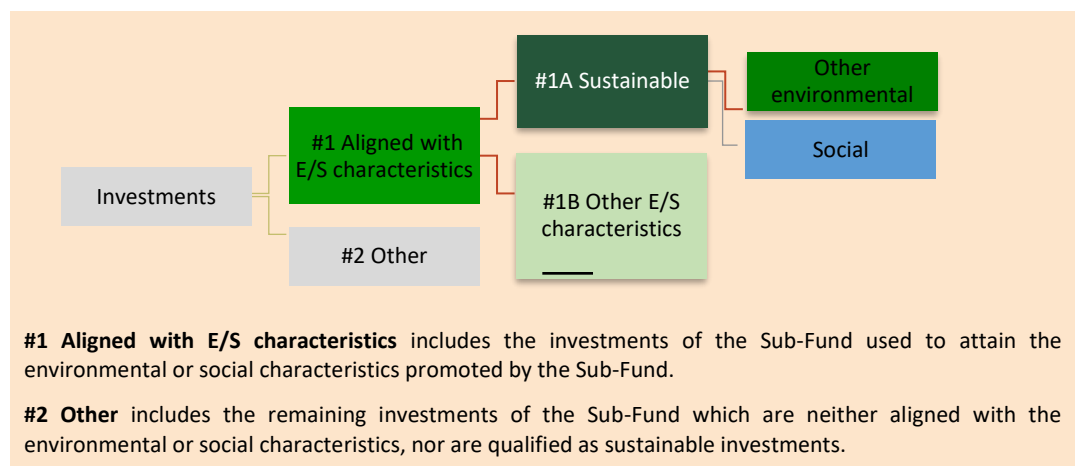 Investments
#1 Aligned with
E/S characteristics
#2 Other
#1A Sustainable
#1B Other E/S
characteristics
Other
environmental
Social
#1 Aligned with E/S characteristics includes the investments of the Sub-Fund used to attain the
environmental or social characteristics promoted by the Sub-Fund.
#2 Other includes the remaining investments of the Sub-Fund which are neither aligned with the
environmental or social characteristics, nor are qualified as sustainable investments.